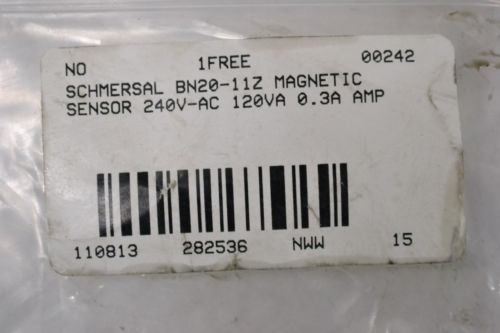 NO 1FREE 00242
SCHMERSAL BN20-11Z MAGNETIC
SENSOR 240V-AC 120VA 0.3A AMP
110813 282536 NWW 15